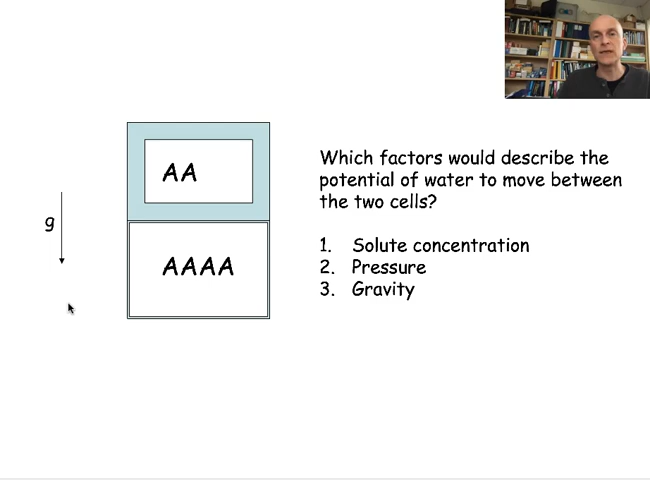 Which factors would describe the
potential of water to move between
the two cells?
1. Solute concentration
2. Pressure
3. Gravity
g
AA
AAAA